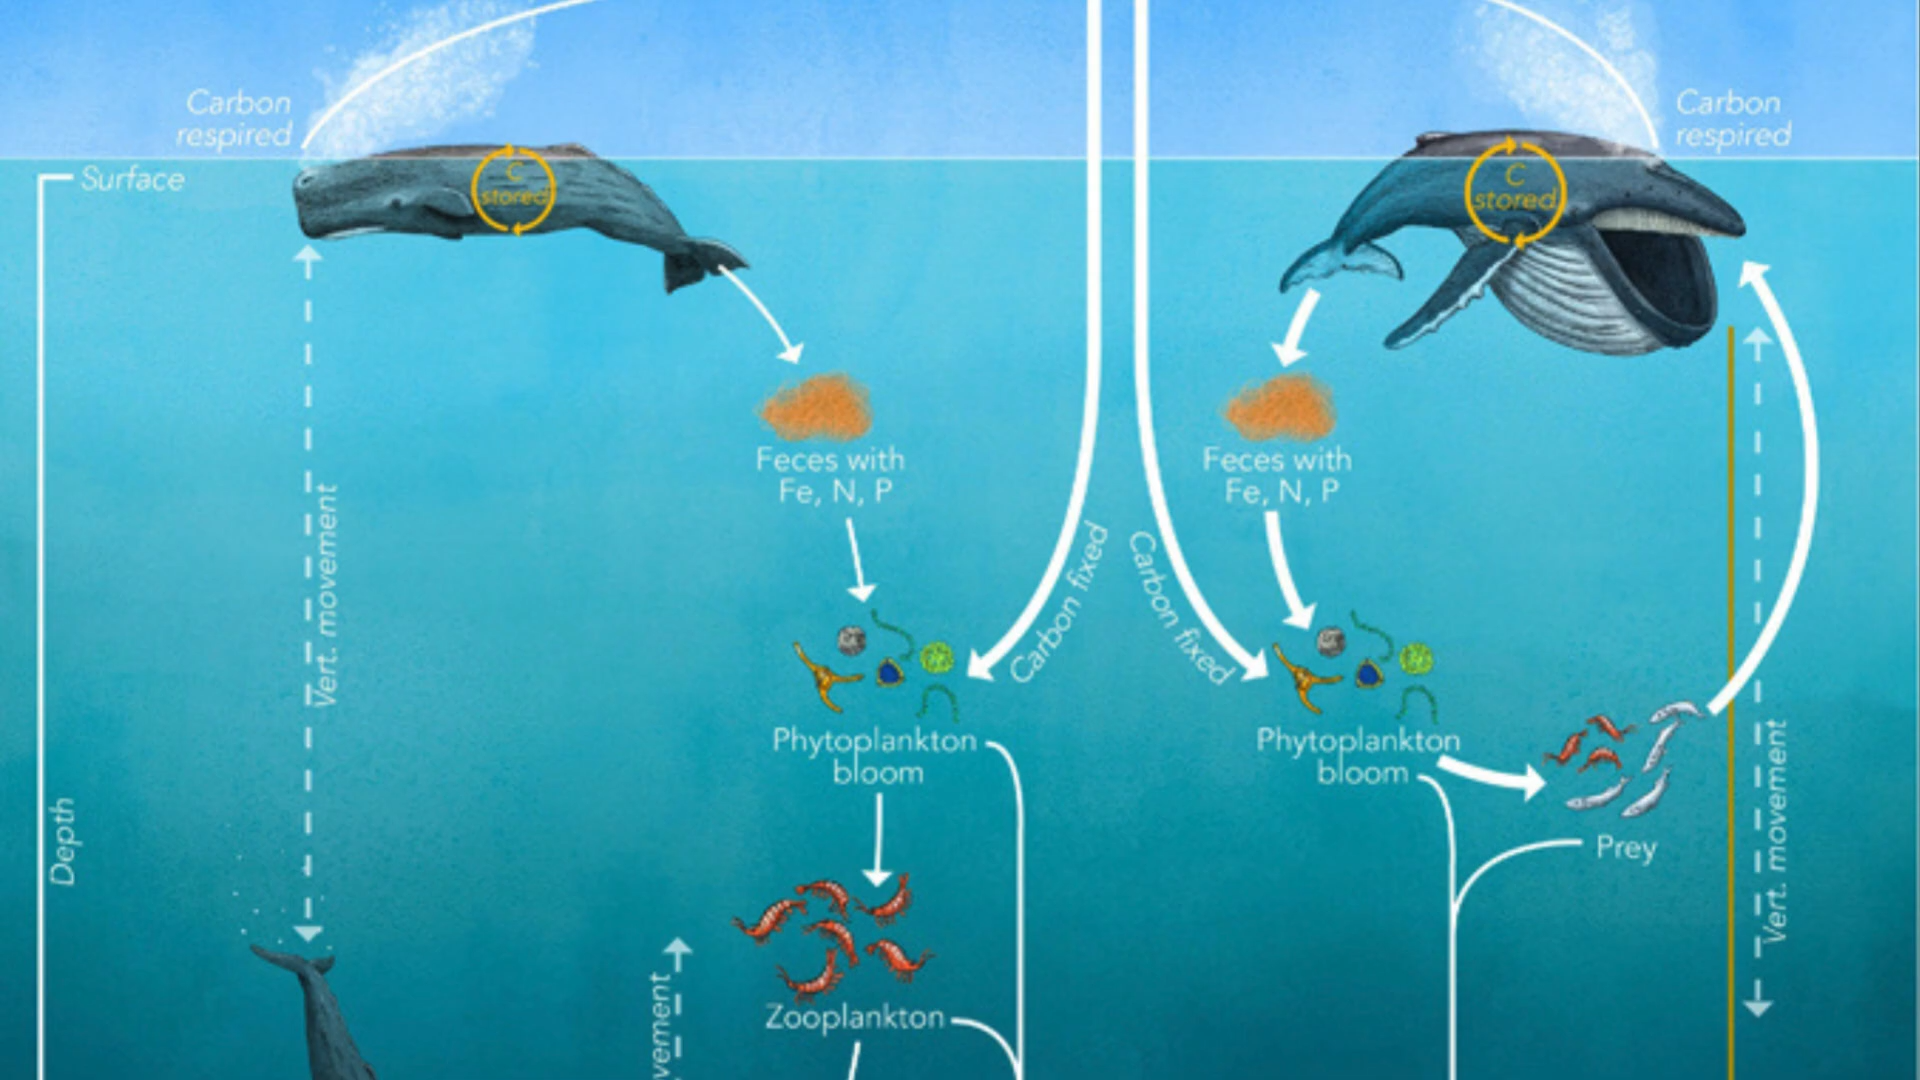 Carbon
respired
Carbon
respired
Surface
C
stored
C
stored
Feces with
Fe, N, P
Feces with
Fe, N, P
Vert. movement
Carbon fixed
Carbon fixed
Phytoplankton
bloom
Phytoplankton
bloom
Depth
Prey
Vert. movement
vement
Zooplankton